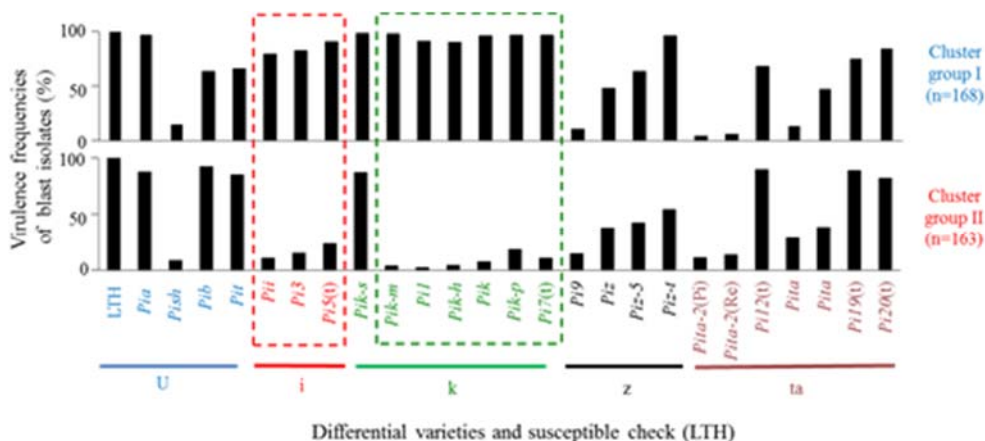 Virulence frequencies
of blast isolates (%)
100
50
0
100
50
0
Cluster
group I
(n=168)
Cluster
group II
(n=163)
LTH
Pia
Pish
Pib
Pit
Pii
Pi3
Pi5(t)
Pik-s
Pik-m
Pi1
Pik-h
Pik
Pik-p
Pi7(t)
Pi9
Piz
Piz-5
Piz-t
Pita-2(Pi)
Pita-2(Re)
Pi12(t)
Pita
Pita
Pi19(t)
Pi20(t)
U
i
k
z
ta
Differential varieties and susceptible check (LTH)